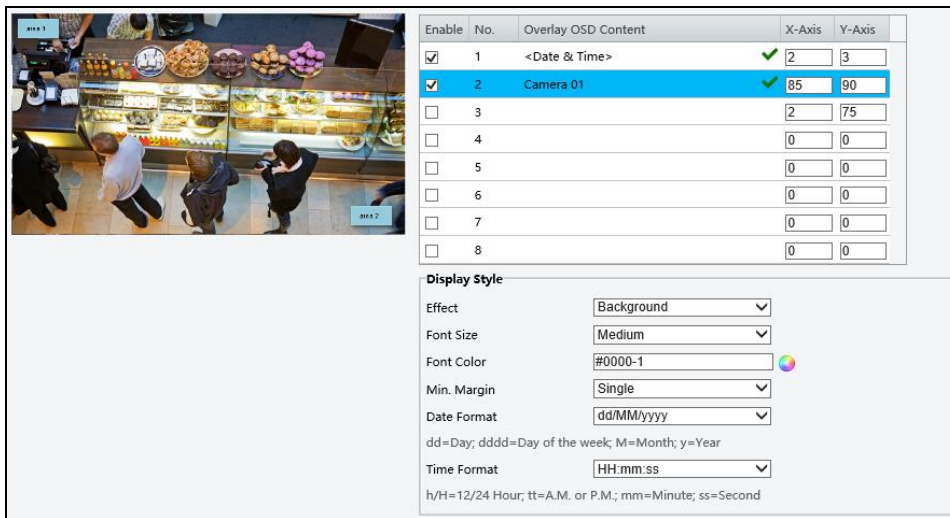 area 1
area 2
Enable No. Overlay OSD Content X-Axis Y-Axis
1 <Date & Time> 2 3
2 Camera 01 85 90
3 2 75
4 0 0
5 0 0
6 0 0
7 0 0
8 0 0
Display Style
Effect Background
Font Size Medium
Font Color #0000-1
Min. Margin Single
Date Format dd/MM/yyyy
dd=Day; dddd=Day of the week; M=Month; y=Year
Time Format HH:mm:ss
h/H=12/24 Hour; tt=A.M. or P.M.; mm=Minute; ss=Second